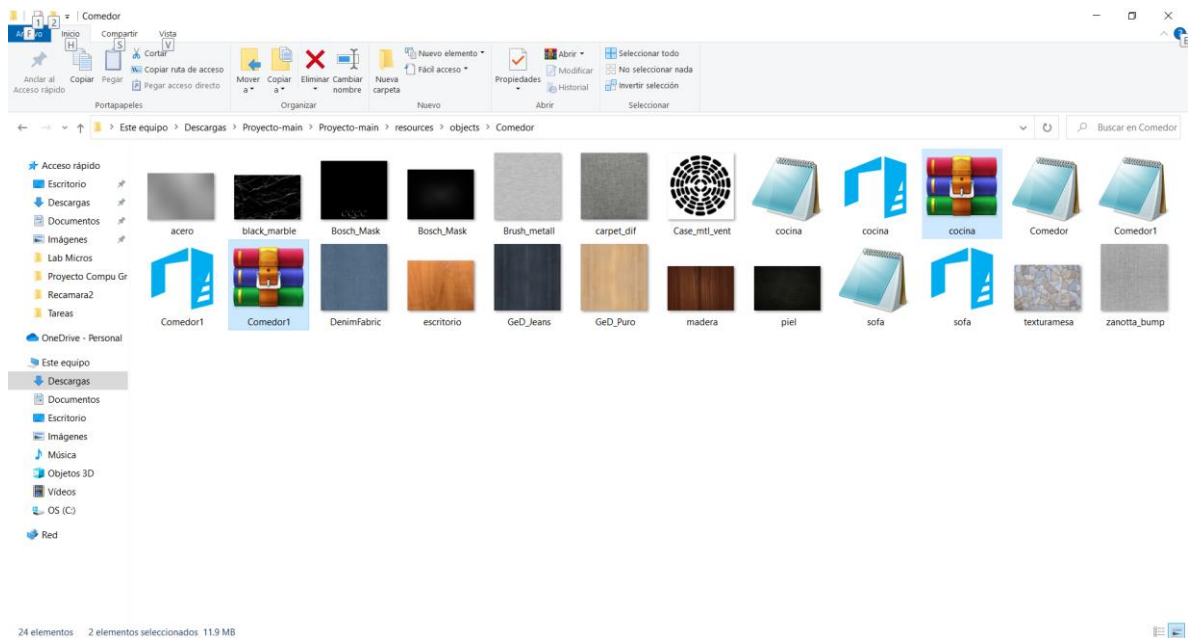 1 2 Comedor
Archivo Inicio Compartir Vista
F H S V
Anclar al Acceso rápido
Copiar
Pegar
Cortar
Copiar ruta de acceso
Pegar acceso directo
Portapapeles
Mover a
Copiar a
Eliminar
Cambiar nombre
Organizar
Nueva carpeta
Nuevo elemento
Fácil acceso
Nuevo
Propiedades
Abrir
Modificar
Historial
Abrir
Seleccionar todo
No seleccionar nada
Invertir selección
Seleccionar
Este equipo > Descargas > Proyecto-main > Proyecto-main > resources > objects > Comedor
Buscar en Comedor
Acceso rápido
Escritorio
Descargas
Documentos
Imágenes
Lab Micros
Proyecto Compu Gr
Recamara2
Tareas
OneDrive - Personal
Este equipo
Descargas
Documentos
Escritorio
Imágenes
Música
Objetos 3D
Vídeos
OS (C:)
Red
acero black_marble Bosch_Mask Bosch_Mask Brush_metall carpet_dif Case_mtl_vent cocina cocina cocina Comedor Comedor1
Comedor1 Comedor1 DenimFabric escritorio GeD_Jeans GeD_Puro madera piel sofa sofa texturamesa zanotta_bump
24 elementos 2 elementos seleccionados 11.9 MB